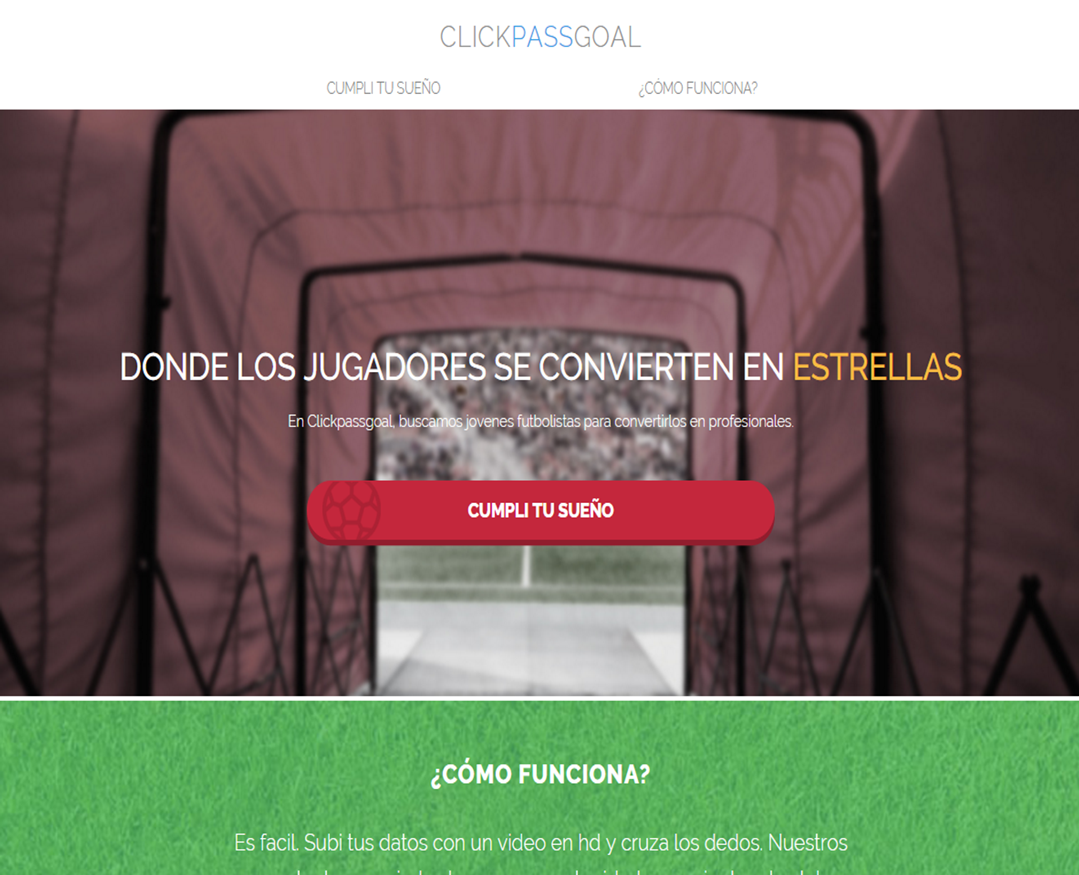 CLICKPASSGOAL
CUMPLI TU SUEÑO
¿CÓMO FUNCIONA?
DONDE LOS JUGADORES SE CONVIERTEN EN ESTRELLAS
En Clickpassgoal, buscamos jovenes futbolistas para convertirlos en profesionales.
CUMPLI TU SUEÑO
¿CÓMO FUNCIONA?
Es facil. Subi tus datos con un video en hd y cruza los dedos. Nuestros